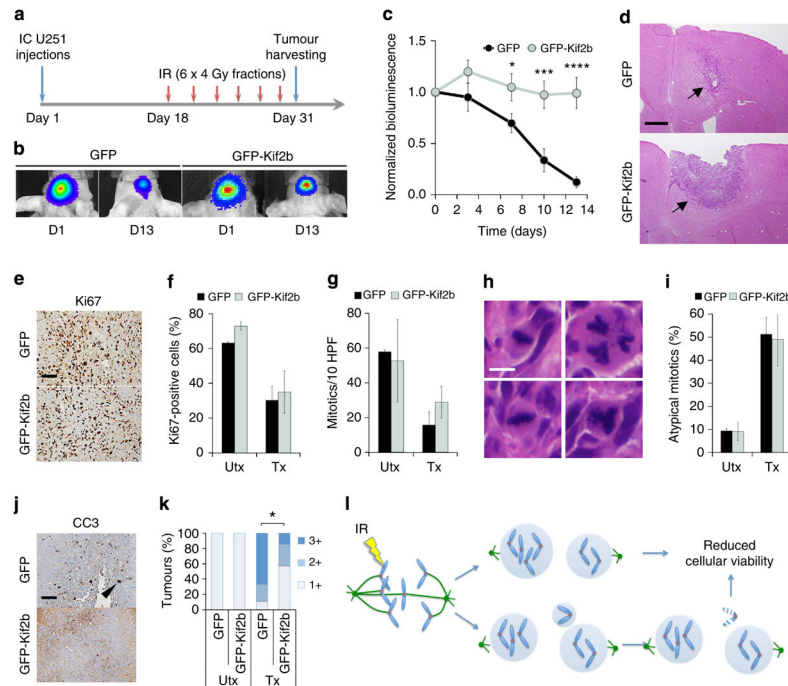 a
IC U251
injections
Tumour
harvesting
IR (6 x 4 Gy fractions)
Day 1
Day 18
Day 31
b
GFP
GFP-Kif2b
D1
D13
D1
D13
c
GFP
GFP-Kif2b
Normalized bioluminescence
1.5
1.0
0.5
0.0
*
***
****
0 2 4 6 8 10 12 14
Time (days)
d
GFP
GFP-Kif2b
e
Ki67
GFP
GFP-Kif2b
f
GFP
GFP-Kif2b
Ki67-positive cells (%)
100
80
60
40
20
0
Utx
Tx
g
GFP
GFP-Kif2b
Mitotics/10 HPF
100
80
60
40
20
0
Utx
Tx
h
i
GFP
GFP-Kif2b
Atypical mitotics (%)
60
50
40
30
20
10
0
Utx
Tx
j
CC3
GFP
GFP-Kif2b
k
*
Tumours (%)
100
80
60
40
20
0
3+
2+
1+
GFP
GFP-Kif2b
GFP
GFP-Kif2b
Utx
Tx
l
IR
Reduced
cellular viability